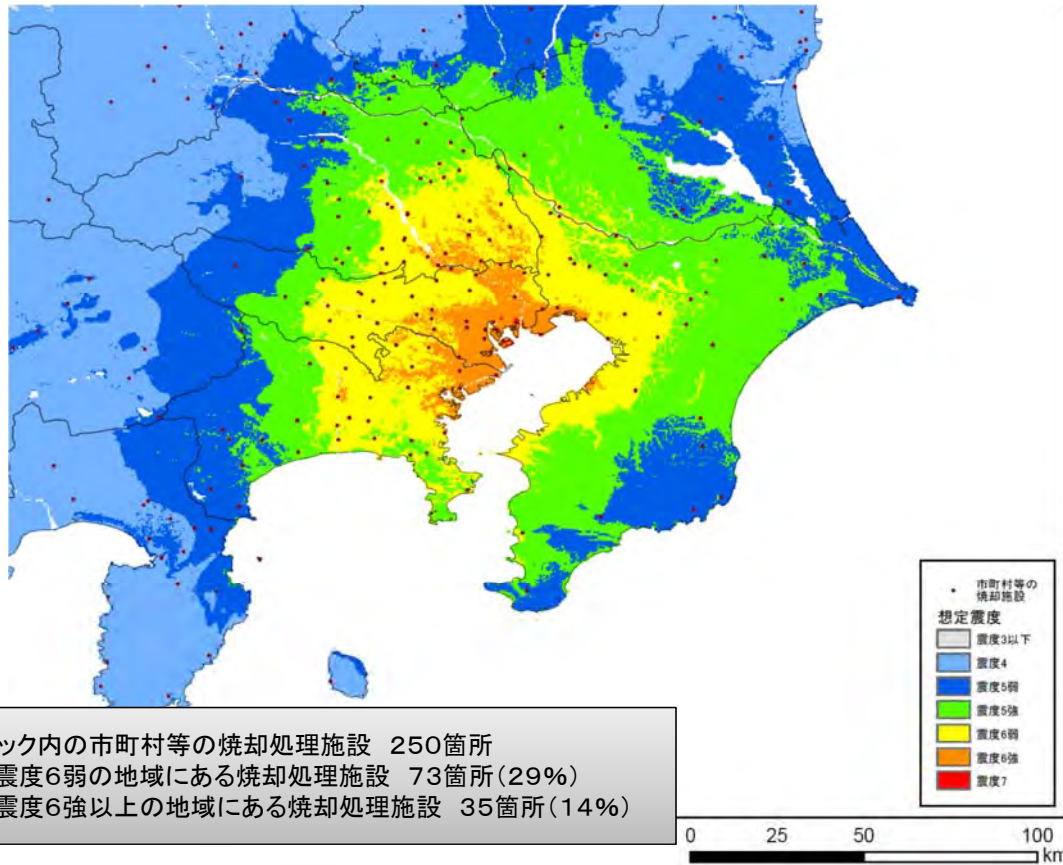 市町村等の
焼却施設
想定震度
震度3以下
震度4
震度5弱
震度5強
震度6弱
震度6強
震度7
ック内の市町村等の焼却処理施設　250箇所
震度6弱の地域にある焼却処理施設　73箇所(29%)
震度6強以上の地域にある焼却処理施設　35箇所(14%)
0 25 50 100
km